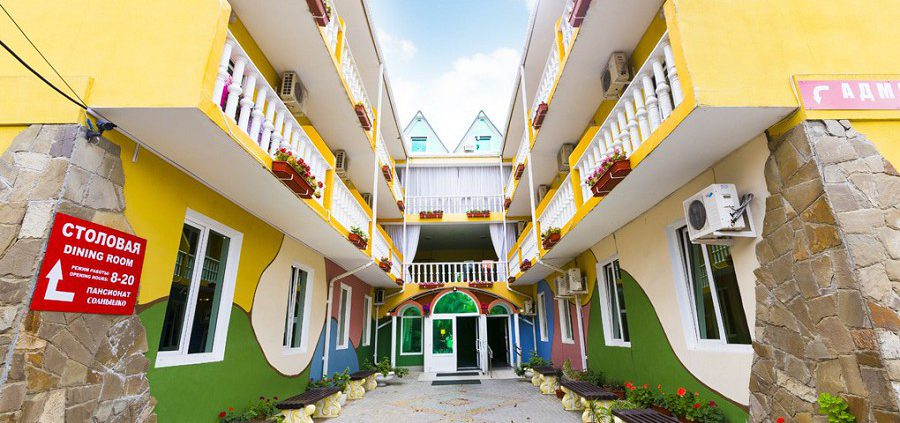 СТОЛОВАЯ
DINING ROOM
РЕЖИМ РАБОТЫ:
OPENING HOURS: 8-20
ПАНСИОНАТ
СОЛНЫШКО
АДМ